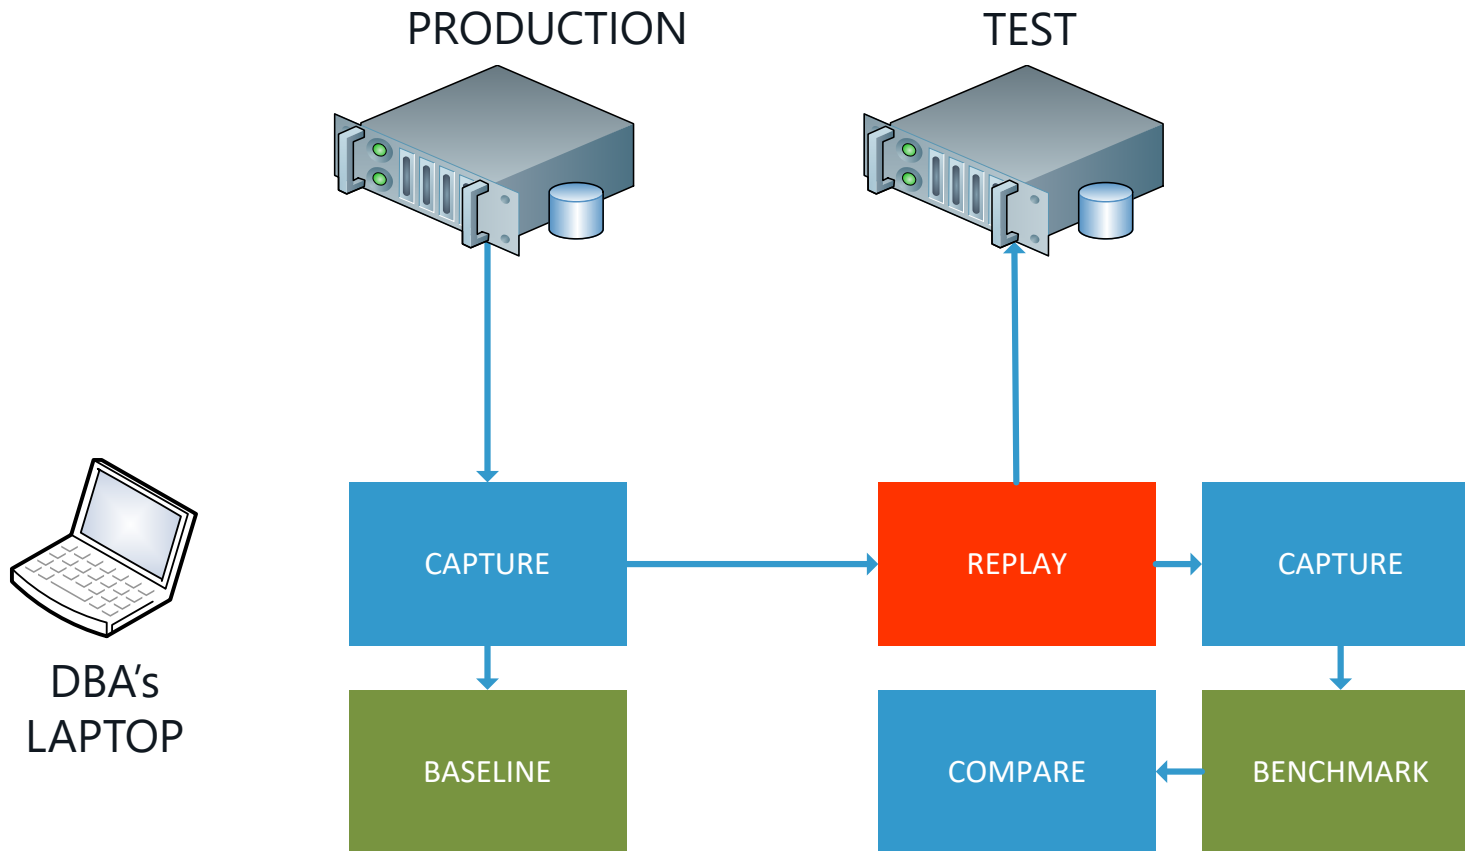 PRODUCTION
TEST
CAPTURE
REPLAY
CAPTURE
DBA's
LAPTOP
BASELINE
COMPARE
BENCHMARK